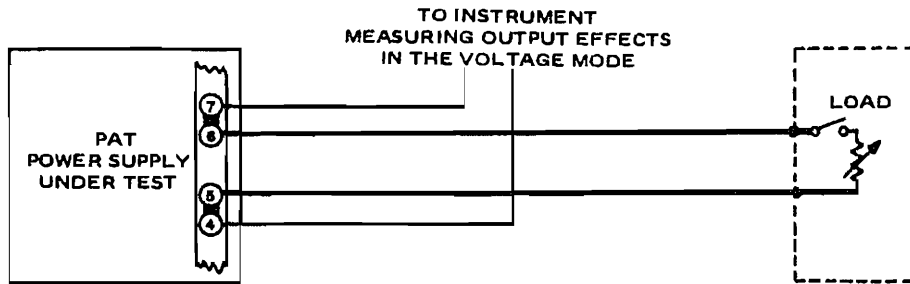 TO INSTRUMENT
MEASURING OUTPUT EFFECTS
IN THE VOLTAGE MODE
PAT
POWER SUPPLY
UNDER TEST
7
6
5
4
LOAD